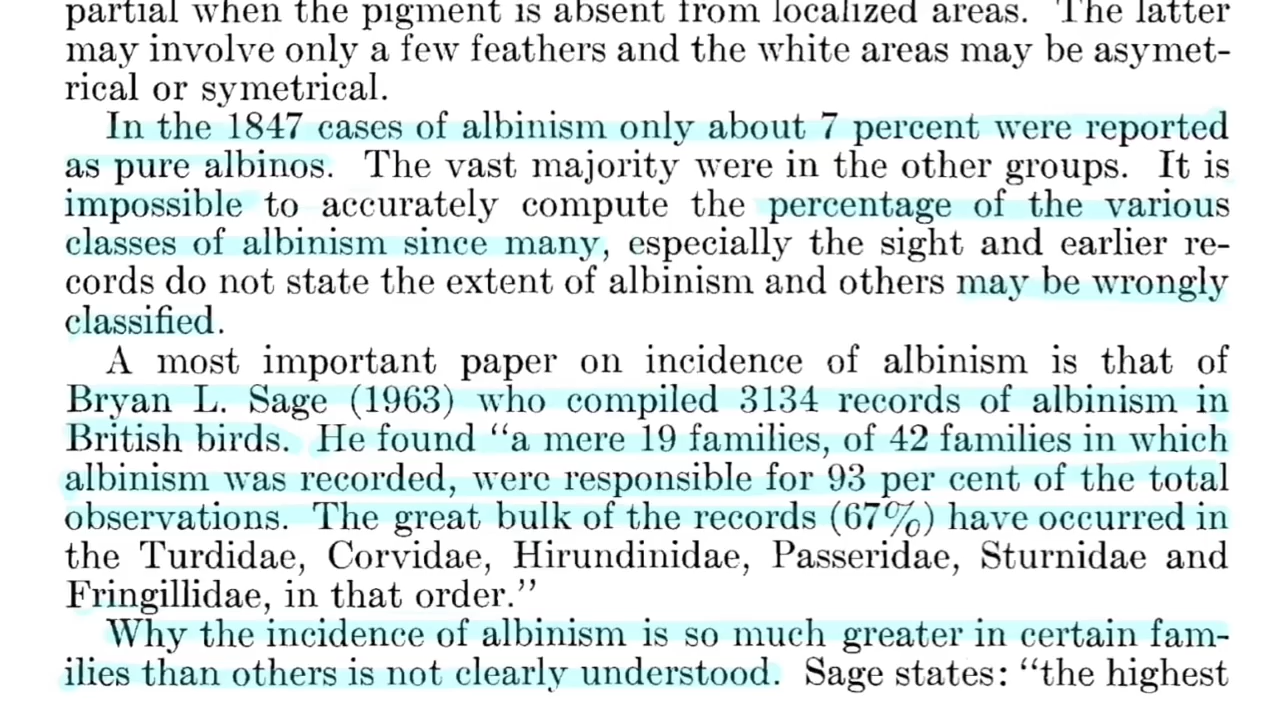 partial when the pigment is absent from localized areas. The latter
may involve only a few feathers and the white areas may be asymet-
rical or symetrical.
In the 1847 cases of albinism only about 7 percent were reported
as pure albinos. The vast majority were in the other groups. It is
impossible to accurately compute the percentage of the various
classes of albinism since many, especially the sight and earlier re-
cords do not state the extent of albinism and others may be wrongly
classified.
A most important paper on incidence of albinism is that of
Bryan L. Sage (1963) who compiled 3134 records of albinism in
British birds. He found “a mere 19 families, of 42 families in which
albinism was recorded, were responsible for 93 per cent of the total
observations. The great bulk of the records (67%) have occurred in
the Turdidae, Corvidae, Hirundinidae, Passeridae, Sturnidae and
Fringillidae, in that order.”
Why the incidence of albinism is so much greater in certain fam-
ilies than others is not clearly understood. Sage states: “the highest